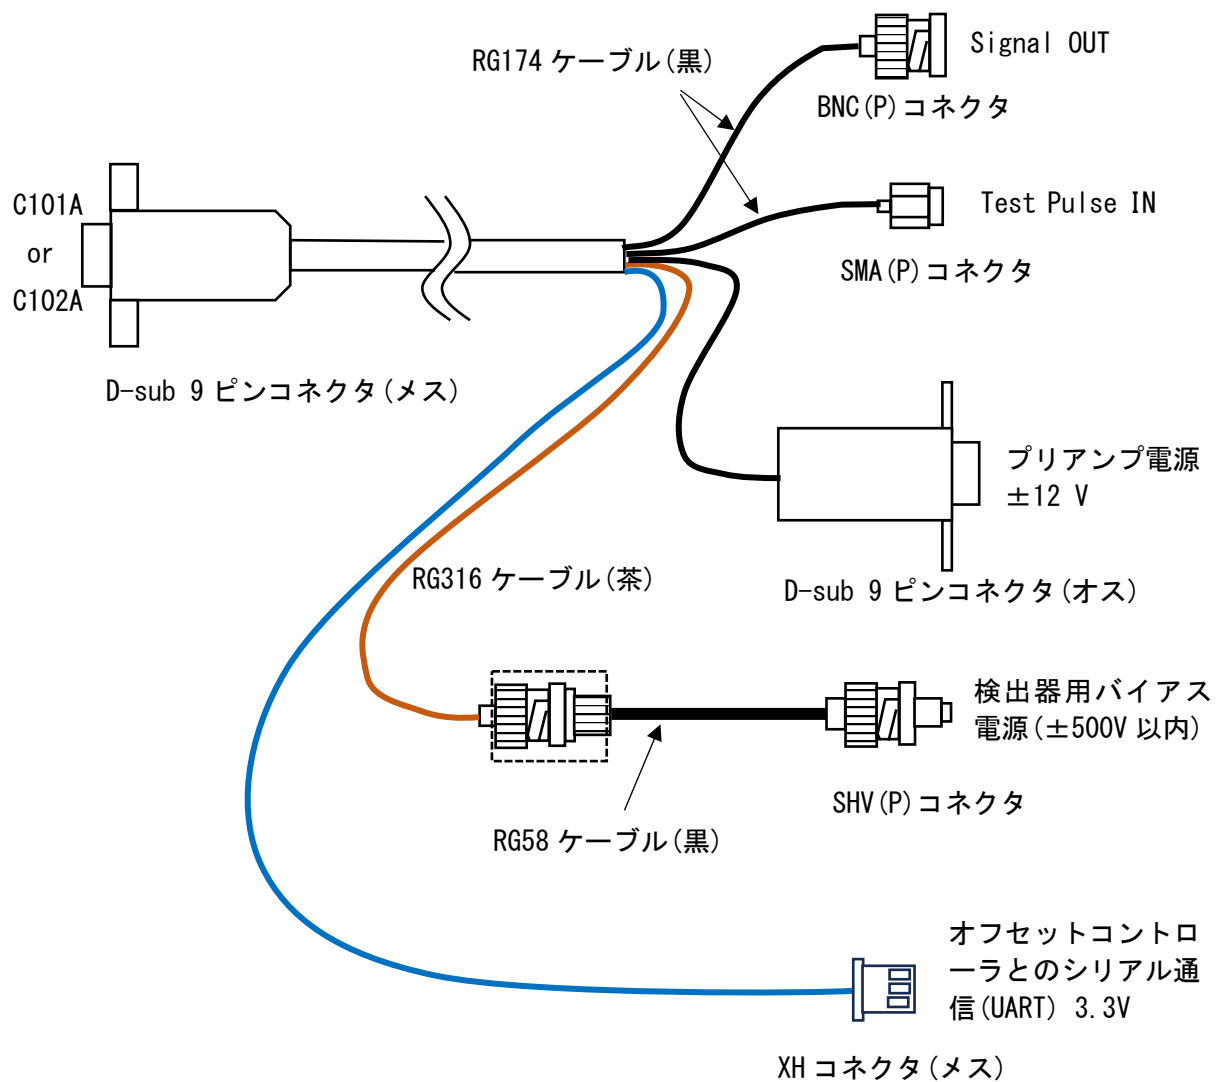 RG174 ケーブル(黒)
Signal OUT
BNC(P)コネクタ
C101A
or
C102A
Test Pulse IN
SMA(P)コネクタ
D-sub 9 ピンコネクタ(メス)
プリアンプ電源
±12 V
D-sub 9 ピンコネクタ(オス)
RG316 ケーブル(茶)
検出器用バイアス
電源(±500V 以内)
SHV(P)コネクタ
RG58 ケーブル(黒)
オフセットコントロ
ーラとのシリアル通
信(UART) 3.3V
XH コネクタ(メス)